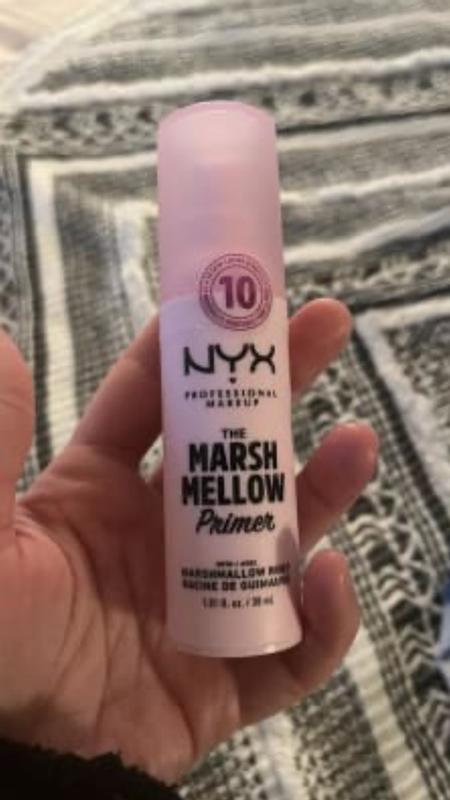 10
NYX
PROFESSIONAL
MAKEUP
THE
MARSH
MELLOW
Primer
MARSHMALLOW
RACINE DE GUIMAUVE
1.01 fl. oz. / 30 mL